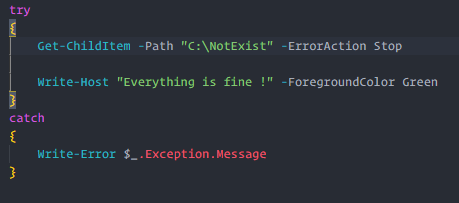 try
{
    Get-ChildItem -Path "C:\NotExist" -ErrorAction Stop
    Write-Host "Everything is fine !" -ForegroundColor Green
}
catch
{
    Write-Error $_.Exception.Message
}